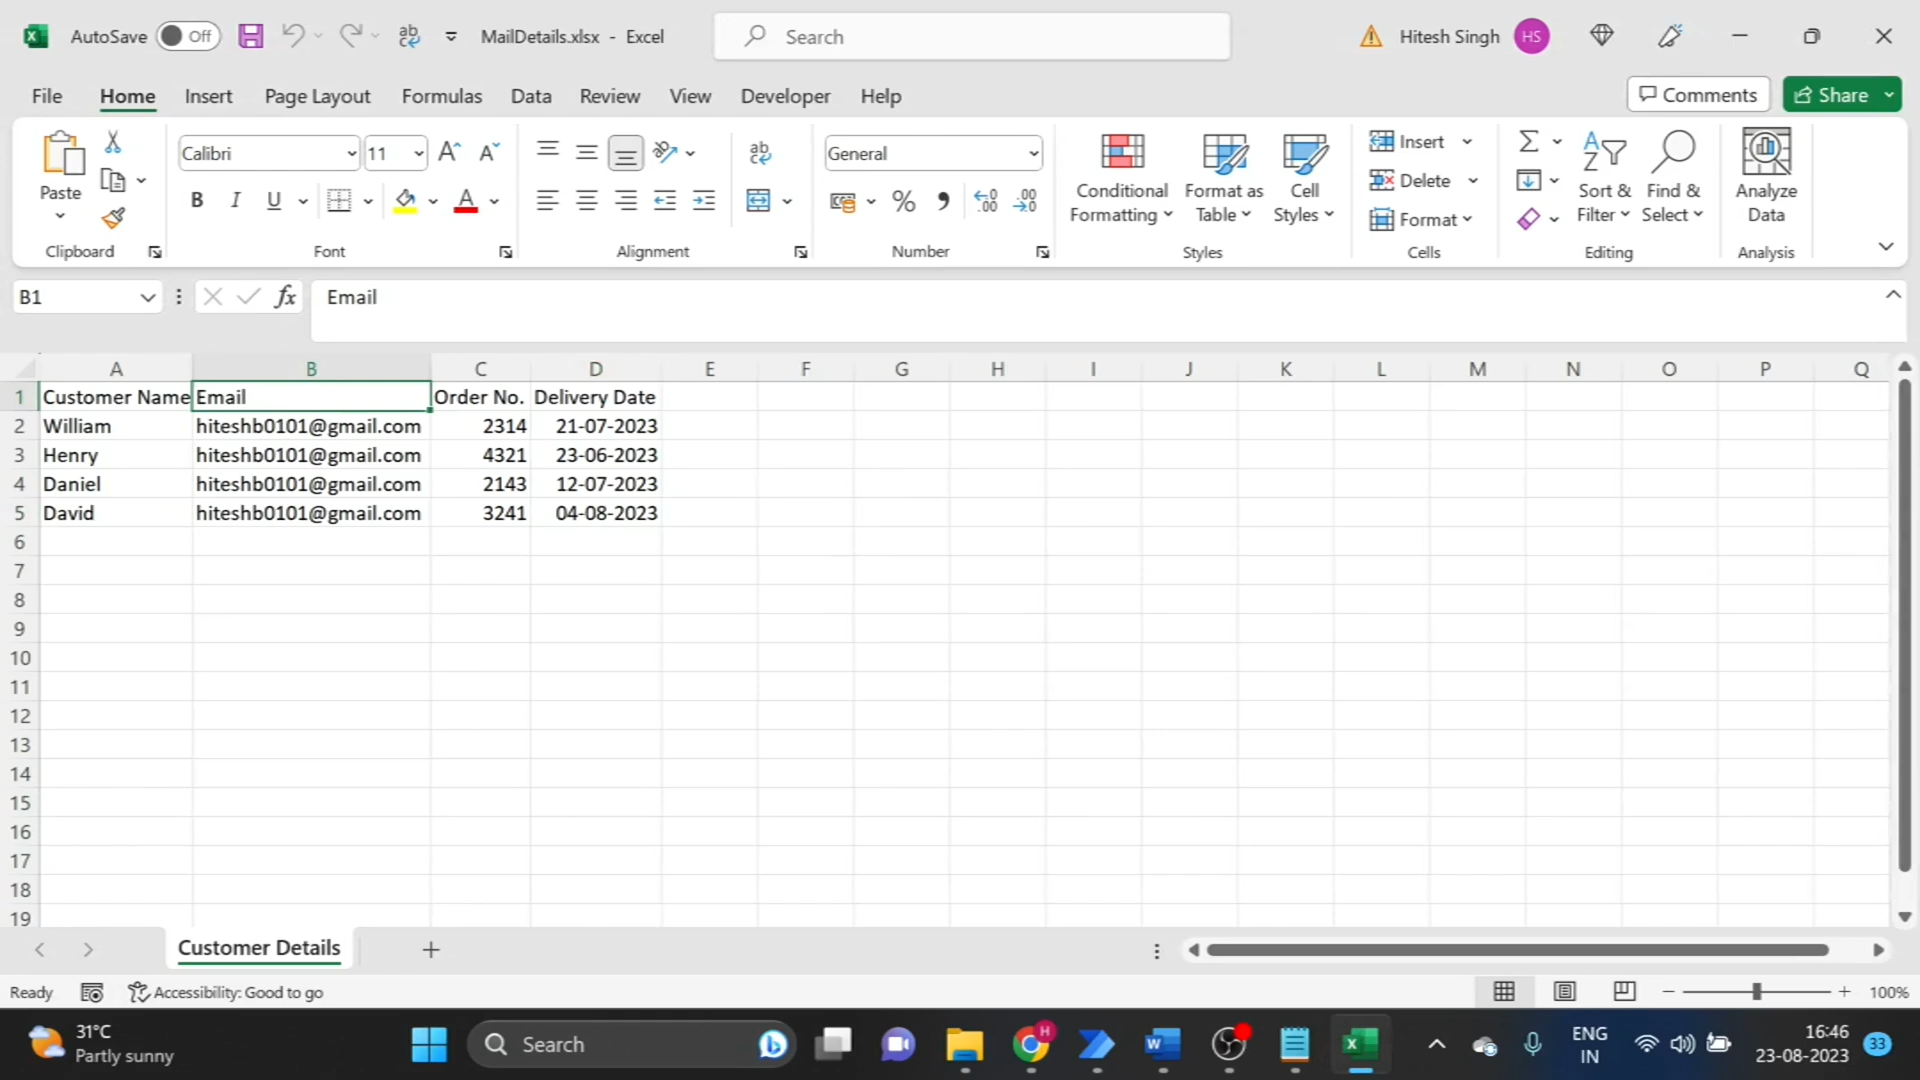 AutoSave Off MailDetails.xlsx - Excel Search Hitesh Singh HS
File Home Insert Page Layout Formulas Data Review View Developer Help Comments Share
Calibri 11 General Insert
Paste Conditional Formatting Format as Table Cell Styles Delete Sort & Filter Find & Select Analyze Data
B I U Format
Clipboard Font Alignment Number Styles Cells Editing Analysis
B1 fx Email
A B C D E F G H I J K L M N O P Q
1 Customer Name Email Order No. Delivery Date
2 William hiteshb0101@gmail.com 2314 21-07-2023
3 Henry hiteshb0101@gmail.com 4321 23-06-2023
4 Daniel hiteshb0101@gmail.com 2143 12-07-2023
5 David hiteshb0101@gmail.com 3241 04-08-2023
6
7
8
9
10
11
12
13
14
15
16
17
18
19
Customer Details
Ready Accessibility: Good to go 100%
31°C ENG 16:46
Partly sunny Search IN 23-08-2023 33